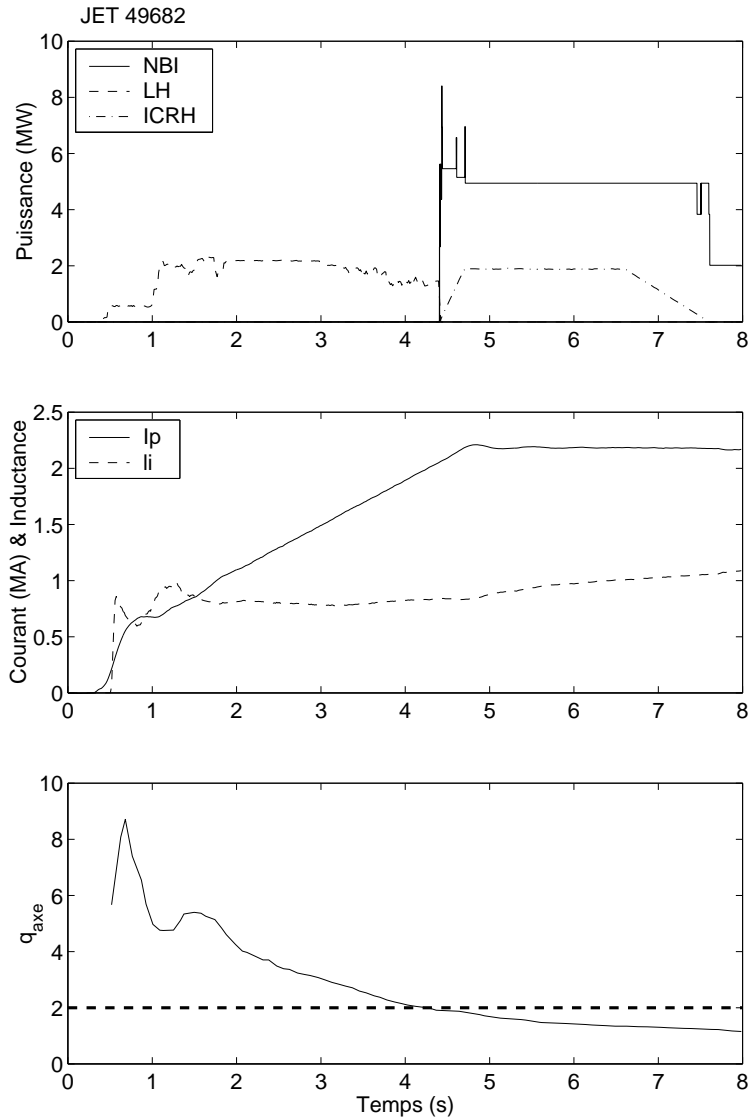 JET 49682
10
8
6
4
2
0
Puissance (MW)
NBI
LH
ICRH
0 1 2 3 4 5 6 7 8
2.5
2
1.5
1
0.5
0
Courant (MA) & Inductance
Ip
li
0 1 2 3 4 5 6 7 8
10
8
6
4
2
0
q_axe
0 1 2 3 4 5 6 7 8
Temps (s)